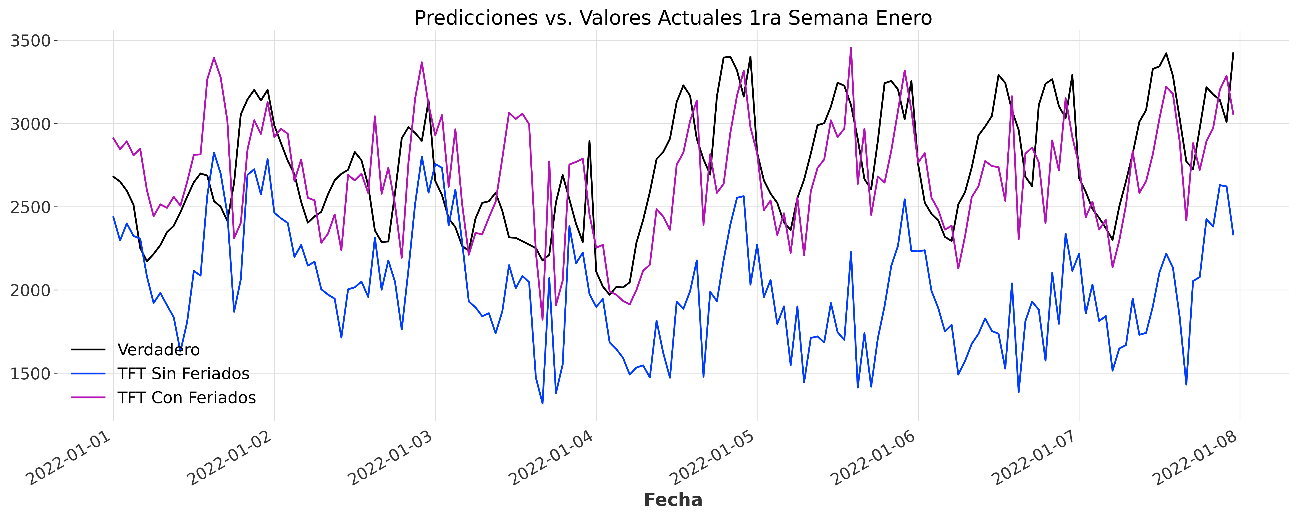 Predicciones vs. Valores Actuales 1ra Semana Enero
3500
3000
2500
2000
1500
Verdadero
TFT Sin Feriados
TFT Con Feriados
2022-01-01
2022-01-02
2022-01-03
2022-01-04
2022-01-05
2022-01-06
2022-01-07
2022-01-08
Fecha